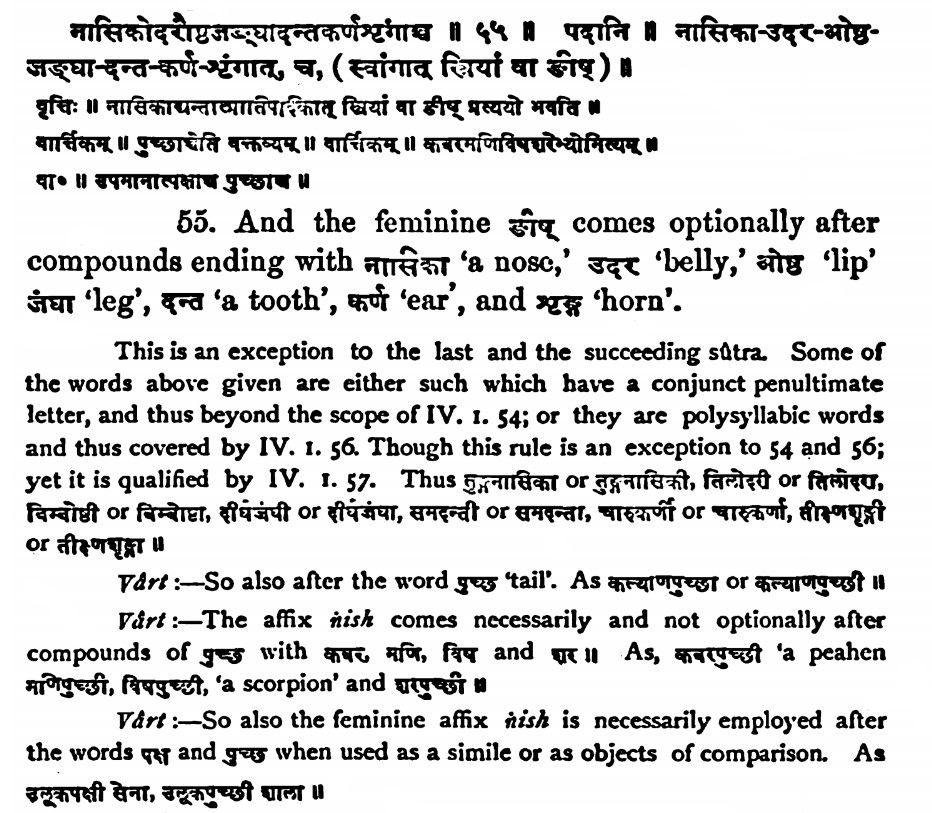 नासिकोदरौष्ठजङ्घादन्तकर्णशृंगाच्च ॥ ५५ ॥ पदानि ॥ नासिका-उदर-ओष्ठ-
जङ्घा-दन्त-कर्ण-शृंगात्, च, ( स्वांगात् स्त्रियां वा ङीष् ) ॥
वृत्तिः ॥ नासिकाद्यन्तात्प्रातिपदिकात् स्त्रियां वा ङीष् प्रत्ययो भवति ॥
वार्त्तिकम् ॥ पुच्छाच्चेति वक्तव्यम् ॥ वार्त्तिकम् ॥ कबरमणिविषशरेभ्योनित्यम् ॥
वा० ॥ उपमानात्पक्षाच्च पुच्छाच्च ॥
55. And the feminine ङीष् comes optionally after
compounds ending with नासिका ‘a nose,’ उदर ‘belly,’ ओष्ठ ‘lip’
जंघा ‘leg’, दन्त ‘a tooth’, कर्ण ‘ear’, and शृङ्ग ‘horn’.
This is an exception to the last and the succeeding sûtra. Some of
the words above given are either such which have a conjunct penultimate
letter, and thus beyond the scope of IV. 1. 54; or they are polysyllabic words
and thus covered by IV. 1. 56. Though this rule is an exception to 54 and 56;
yet it is qualified by IV. 1. 57. Thus तुङ्गनासिका or तुङ्गनासिकी, तिलोदरी or तिलोदरा,
बिम्बोष्ठी or बिम्बोष्ठा, दीर्घजंघी or दीर्घजंघा, समदन्ती or समदन्ता, चारुकर्णी or चारुकर्णा, तीक्ष्णशृङ्गी
or तीक्ष्णशृङ्गा ॥
Vârt :—So also after the word पुच्छ ‘tail’. As कल्याणपुच्छा or कल्याणपुच्छी ॥
Vârt :—The affix ṅish comes necessarily and not optionally after
compounds of पुच्छ with कबर, मणि, विष and शर ॥ As, कबरपुच्छी ‘a peahen
मणिपुच्छी, विषपुच्छी, ‘a scorpion’ and शरपुच्छी ॥
Vârt :—So also the feminine affix ṅish is necessarily employed after
the words पक्ष and पुच्छ when used as a simile or as objects of comparison. As
उलूकपक्षी सेना, उलूकपुच्छी शाला ॥